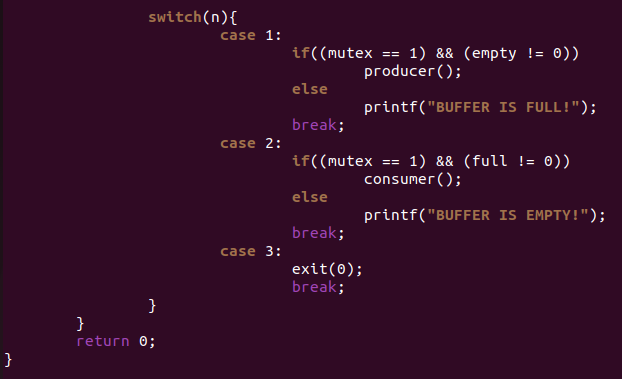 switch(n){
case 1:
if((mutex == 1) && (empty != 0))
producer();
else
printf("BUFFER IS FULL!");
break;
case 2:
if((mutex == 1) && (full != 0))
consumer();
else
printf("BUFFER IS EMPTY!");
break;
case 3:
exit(0);
break;
}
}
return 0;
}